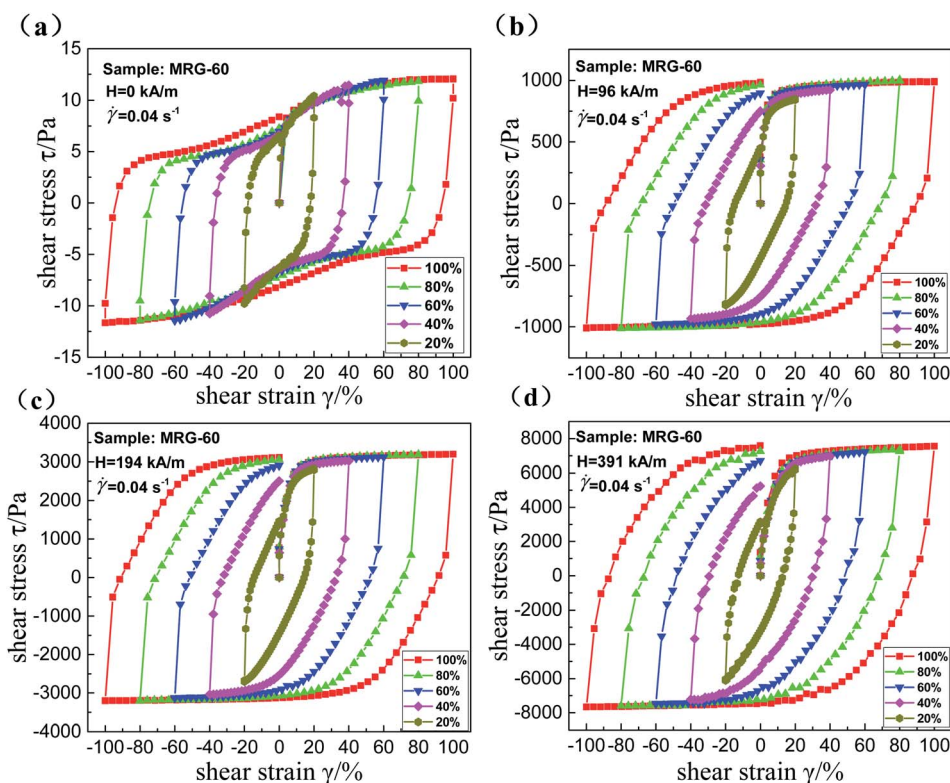 (a)
Sample: MRG-60
H=0 kA/m
γ̇=0.04 s⁻¹
shear stress τ/Pa
15
10
5
0
-5
-10
15
100%
80%
60%
40%
20%
-100 -80 -60 -40 -20 0 20 40 60 80 100
shear strain γ/%
(b)
Sample: MRG-60
H=96 kA/m
γ̇=0.04 s⁻¹
shear stress τ/Pa
1000
500
0
-500
-1000
100%
80%
60%
40%
20%
-100 -80 -60 -40 -20 0 20 40 60 80 100
shear strain γ/%
(c)
Sample: MRG-60
H=194 kA/m
γ̇=0.04 s⁻¹
shear stress τ/Pa
4000
3000
2000
1000
0
1000
2000
-3000
-4000
100%
80%
60%
40%
20%
-100 -80 -60 -40 -20 0 20 40 60 80 100
shear strain γ/%
(d)
Sample: MRG-60
H=391 kA/m
γ̇=0.04 s⁻¹
shear stress τ/Pa
8000
6000
4000
2000
0
-2000
-4000
-6000
-8000
100%
80%
60%
40%
20%
-100 -80 -60 -40 -20 0 20 40 60 80 100
shear strain γ/%